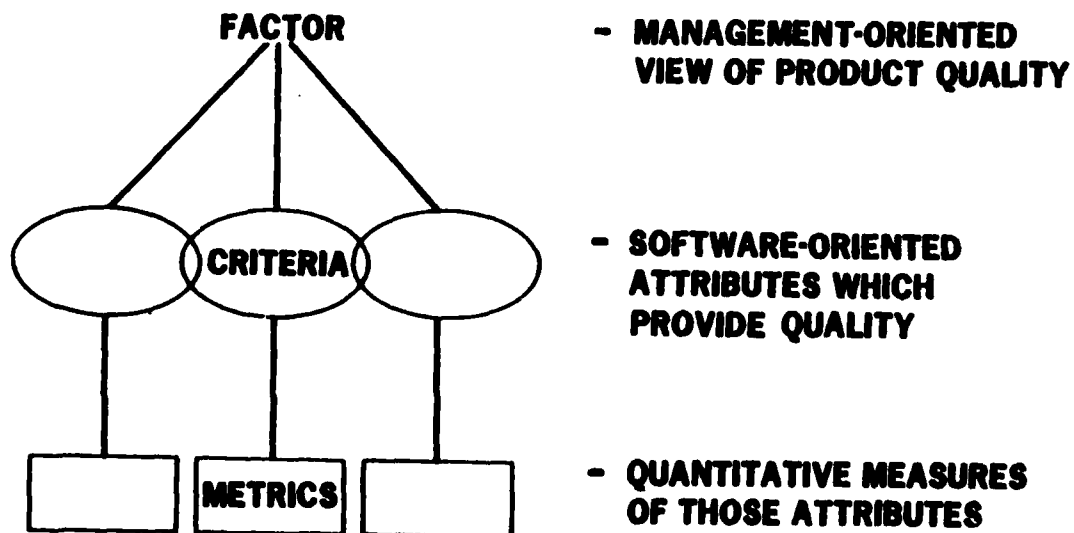 FACTOR
- MANAGEMENT-ORIENTED
VIEW OF PRODUCT QUALITY
CRITERIA
- SOFTWARE-ORIENTED
ATTRIBUTES WHICH
PROVIDE QUALITY
METRICS
- QUANTITATIVE MEASURES
OF THOSE ATTRIBUTES